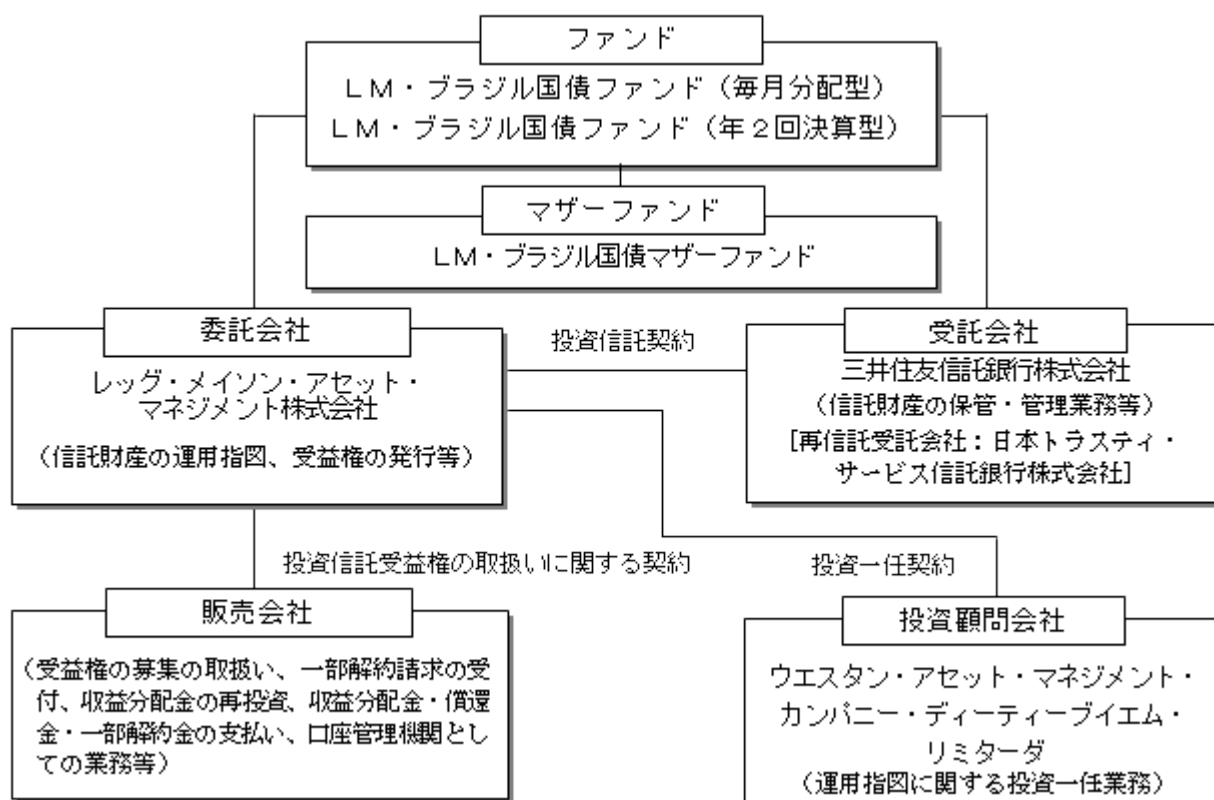 ファンド
LM・ブラジル国債ファンド(毎月分配型)
LM・ブラジル国債ファンド(年2回決算型)
マザーファンド
LM・ブラジル国債マザーファンド
委託会社
レッグ・メイソン・アセット・
マネジメント株式会社
(信託財産の運用指図、受益権の発行等)
投資信託契約
受託会社
三井住友信託銀行株式会社
(信託財産の保管・管理業務等)
[再信託受託会社:日本トラスティ・
サービス信託銀行株式会社]
投資信託受益権の取扱いに関する契約
投資一任契約
販売会社
(受益権の募集の取扱い、一部解約請求の受
付、収益分配金の再投資、収益分配金・償還
金・一部解約金の支払い、口座管理機関とし
ての業務等)
投資顧問会社
ウエスタン・アセット・マネジメント・
カンパニー・ディーティーブイエム・
リミターダ
(運用指図に関する投資一任業務)